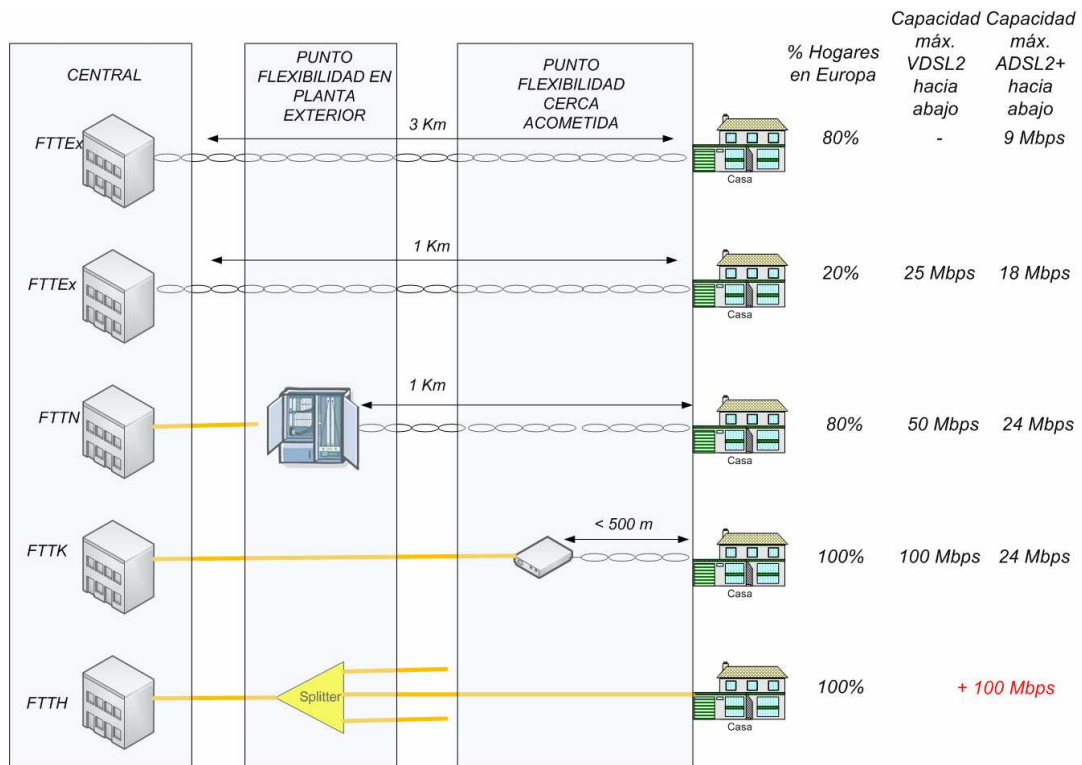 CENTRAL
PUNTO
FLEXIBILIDAD EN
PLANTA
EXTERIOR
PUNTO
FLEXIBILIDAD
CERCA
ACOMETIDA
% Hogares
en Europa
Capacidad
máx.
VDSL2
hacia
abajo
Capacidad
máx.
ADSL2+
hacia
abajo
FTTEx
3 Km
Casa
80%
-
9 Mbps
FTTEx
1 Km
Casa
20%
25 Mbps
18 Mbps
FTTN
1 Km
Casa
80%
50 Mbps
24 Mbps
FTTK
< 500 m
Casa
100%
100 Mbps
24 Mbps
FTTH
Splitter
Casa
100%
+ 100 Mbps